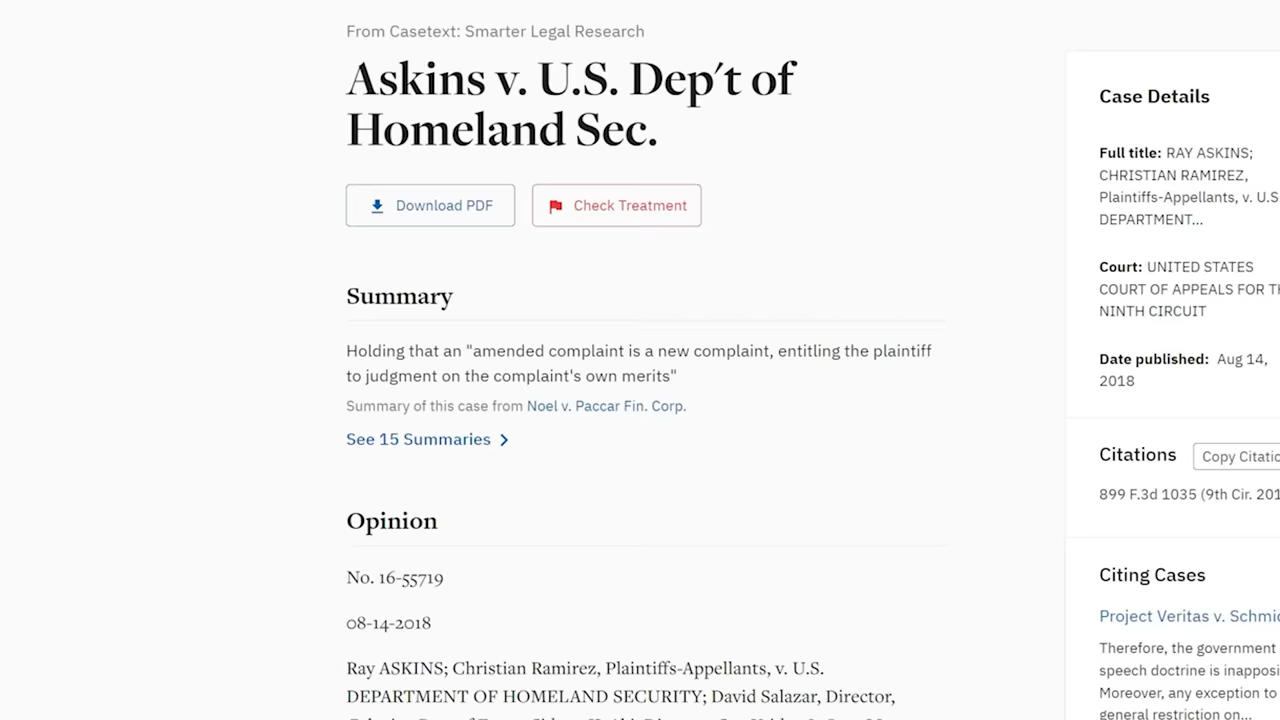 From Casetext: Smarter Legal Research
Askins v. U.S. Dep't of
Homeland Sec.
Download PDF
Check Treatment
Summary
Holding that an "amended complaint is a new complaint, entitling the plaintiff
to judgment on the complaint's own merits"
Summary of this case from Noel v. Paccar Fin. Corp.
See 15 Summaries
Opinion
No. 16-55719
08-14-2018
Ray ASKINS; Christian Ramirez, Plaintiffs-Appellants, v. U.S.
DEPARTMENT OF HOMELAND SECURITY; David Salazar, Director,
Case Details
Full title: RAY ASKINS;
CHRISTIAN RAMIREZ,
Plaintiffs-Appellants, v. U.S
DEPARTMENT...
Court: UNITED STATES
COURT OF APPEALS FOR TH
NINTH CIRCUIT
Date published: Aug 14,
2018
Citations
Copy Citatio
899 F.3d 1035 (9th Cir. 201
Citing Cases
Project Veritas v. Schmi
Therefore, the government
speech doctrine is inapposi
Moreover, any exception to
general restriction on...